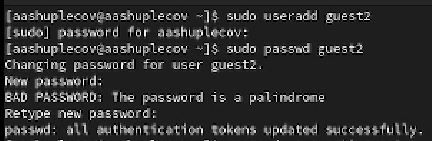 [aashuplecov@aashuplecov ~]$ sudo useradd guest2
[sudo] password for aashuplecov:
[aashuplecov@aashuplecov ~]$ sudo passwd guest2
Changing password for user guest2.
New password:
BAD PASSWORD: The password is a palindrome
Retype new password:
passwd: all authentication tokens updated successfully.